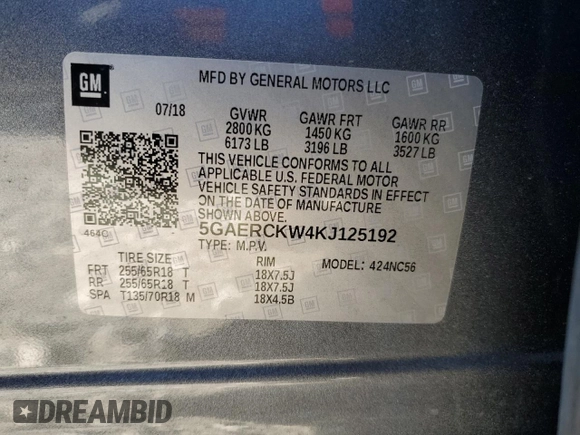 GM
MFD BY GENERAL MOTORS LLC
07/18 GVWR GAWR FRT GAWR RR
2800 KG 1450 KG 1600 KG
6173 LB 3196 LB 3527 LB
THIS VEHICLE CONFORMS TO ALL
APPLICABLE U.S. FEDERAL MOTOR
VEHICLE SAFETY STANDARDS IN EFFECT
ON THE DATE OF MANUFACTURE
SHOWN ABOVE.
464C
5GAERCKW4KJ125192
TYPE: M.P.V. MODEL: 424NC56
TIRE SIZE RIM
FRT 255/65R18 T 18X7.5J
RR 255/65R18 T 18X7.5J
SPA T135/70R18 M 18X4.5B
DREAMBID